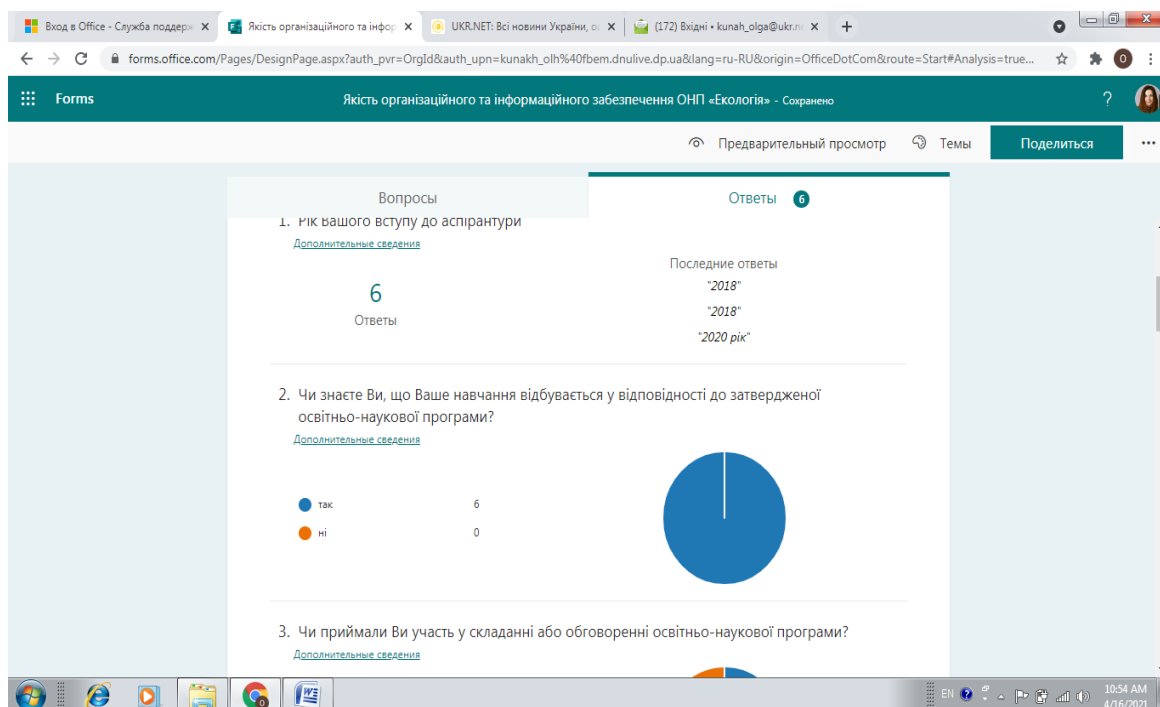 Вход в Office - Служба поддерж
Якість організаційного та інфор
UKR.NET: Всі новини України, ос
(172) Вхідні • kunah_olga@ukr.n
forms.office.com/Pages/DesignPage.aspx?auth_pvr=OrgId&auth_upn=kunakh_olh%40fbem.dnulive.dp.ua&lang=ru-RU&origin=OfficeDotCom&route=Start#Analysis=true...
O
Forms
Якість організаційного та інформаційного забезпечення ОНП «Екологія» - Сохранено
?
Предварительный просмотр
Темы
Поделиться
...
Вопросы
Ответы 6
1. Рік Вашого вступу до аспірантури
Дополнительные сведения
6
Ответы
Последние ответы
"2018"
"2018"
"2020 рік"
2. Чи знаєте Ви, що Ваше навчання відбувається у відповідності до затвердженої
освітньо-наукової програми?
Дополнительные сведения
так 6
ні 0
3. Чи приймали Ви участь у складанні або обговоренні освітньо-наукової програми?
Дополнительные сведения
EN
10:54 AM
4/16/2021